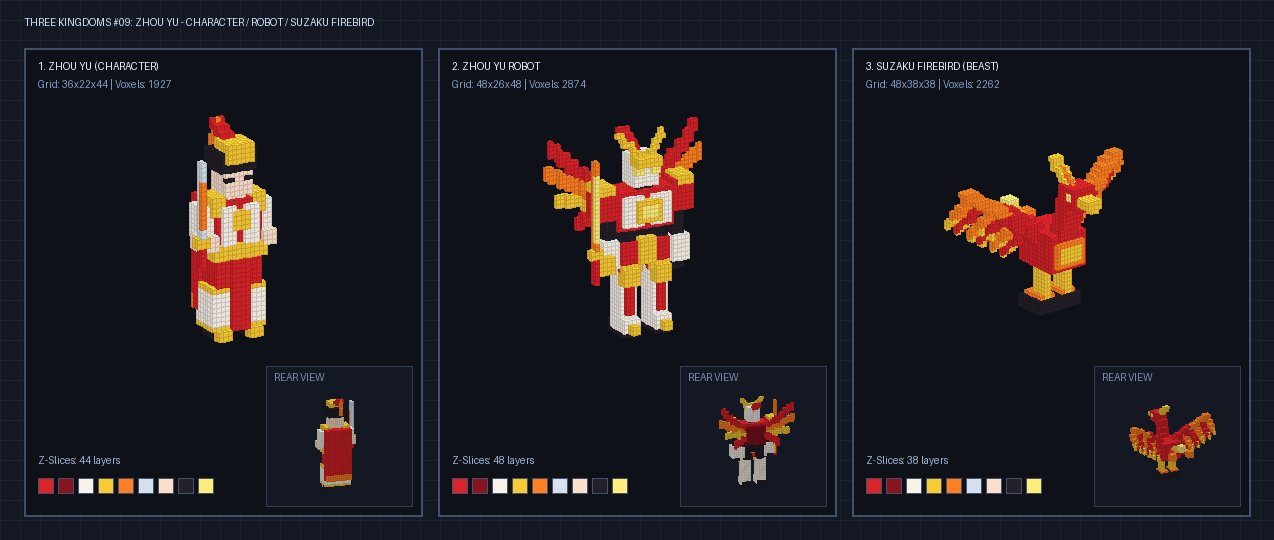 THREE KINGDOMS #09: ZHOU YU - CHARACTER / ROBOT / SUZAKU FIREBIRD
1. ZHOU YU (CHARACTER)
Grid: 36x22x44 | Voxels: 1927
REAR VIEW
Z-Slices: 44 layers
2. ZHOU YU ROBOT
Grid: 48x26x48 | Voxels: 2874
REAR VIEW
Z-Slices: 48 layers
3. SUZAKU FIREBIRD (BEAST)
Grid: 48x38x38 | Voxels: 2262
REAR VIEW
Z-Slices: 38 layers